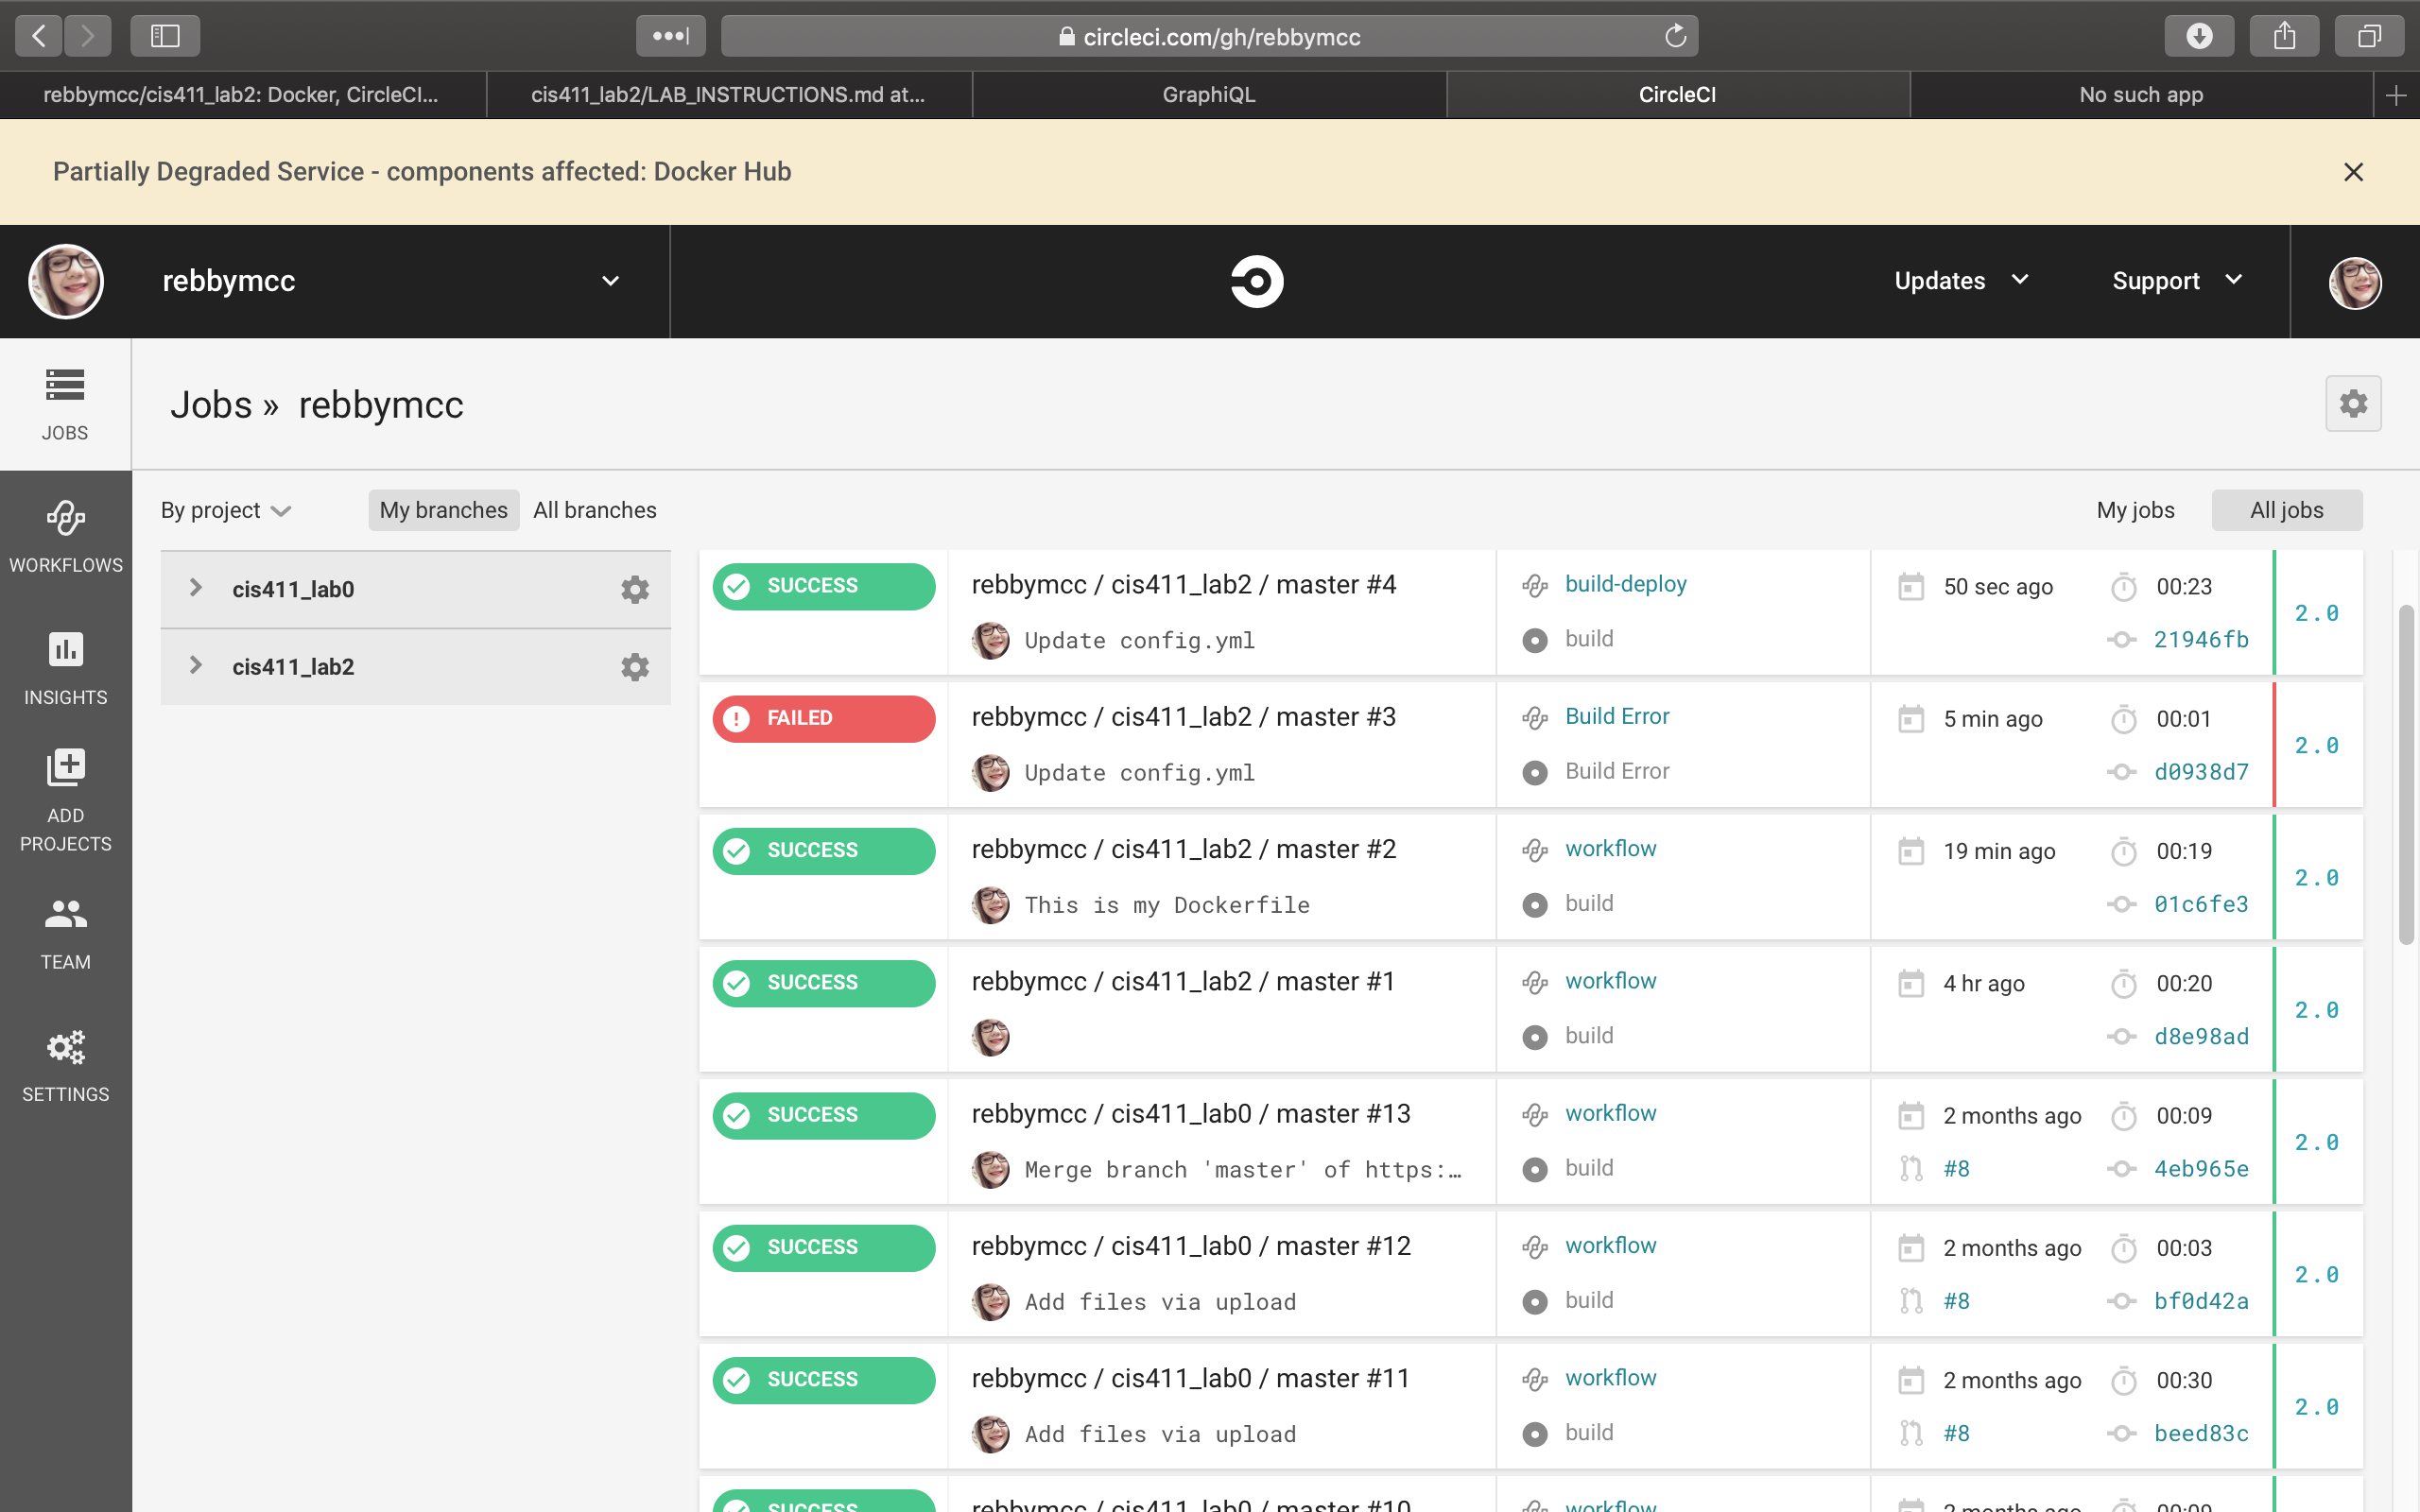 circleci.com/gh/rebbymcc
rebbymcc/cis411_lab2: Docker, CircleCI...
cis411_lab2/LAB_INSTRUCTIONS.md at...
GraphiQL
CircleCI
No such app
Partially Degraded Service - components affected: Docker Hub
rebbymcc
Updates
Support
JOBS
Jobs » rebbymcc
WORKFLOWS
INSIGHTS
ADD
PROJECTS
TEAM
SETTINGS
By project
My branches
All branches
My jobs
All jobs
cis411_lab0
cis411_lab2
SUCCESS rebbymcc / cis411_lab2 / master #4 build-deploy 50 sec ago 00:23
Update config.yml build 21946fb
2.0
FAILED rebbymcc / cis411_lab2 / master #3 Build Error 5 min ago 00:01
Update config.yml Build Error d0938d7
2.0
SUCCESS rebbymcc / cis411_lab2 / master #2 workflow 19 min ago 00:19
This is my Dockerfile build 01c6fe3
2.0
SUCCESS rebbymcc / cis411_lab2 / master #1 workflow 4 hr ago 00:20
build d8e98ad
2.0
SUCCESS rebbymcc / cis411_lab0 / master #13 workflow 2 months ago 00:09
Merge branch 'master' of https:… build #8 4eb965e
2.0
SUCCESS rebbymcc / cis411_lab0 / master #12 workflow 2 months ago 00:03
Add files via upload build #8 bf0d42a
2.0
SUCCESS rebbymcc / cis411_lab0 / master #11 workflow 2 months ago 00:30
Add files via upload build #8 beed83c
2.0
SUCCESS rebbymcc / cis411_lab0 / master #10 workflow 2 months ago 00:09